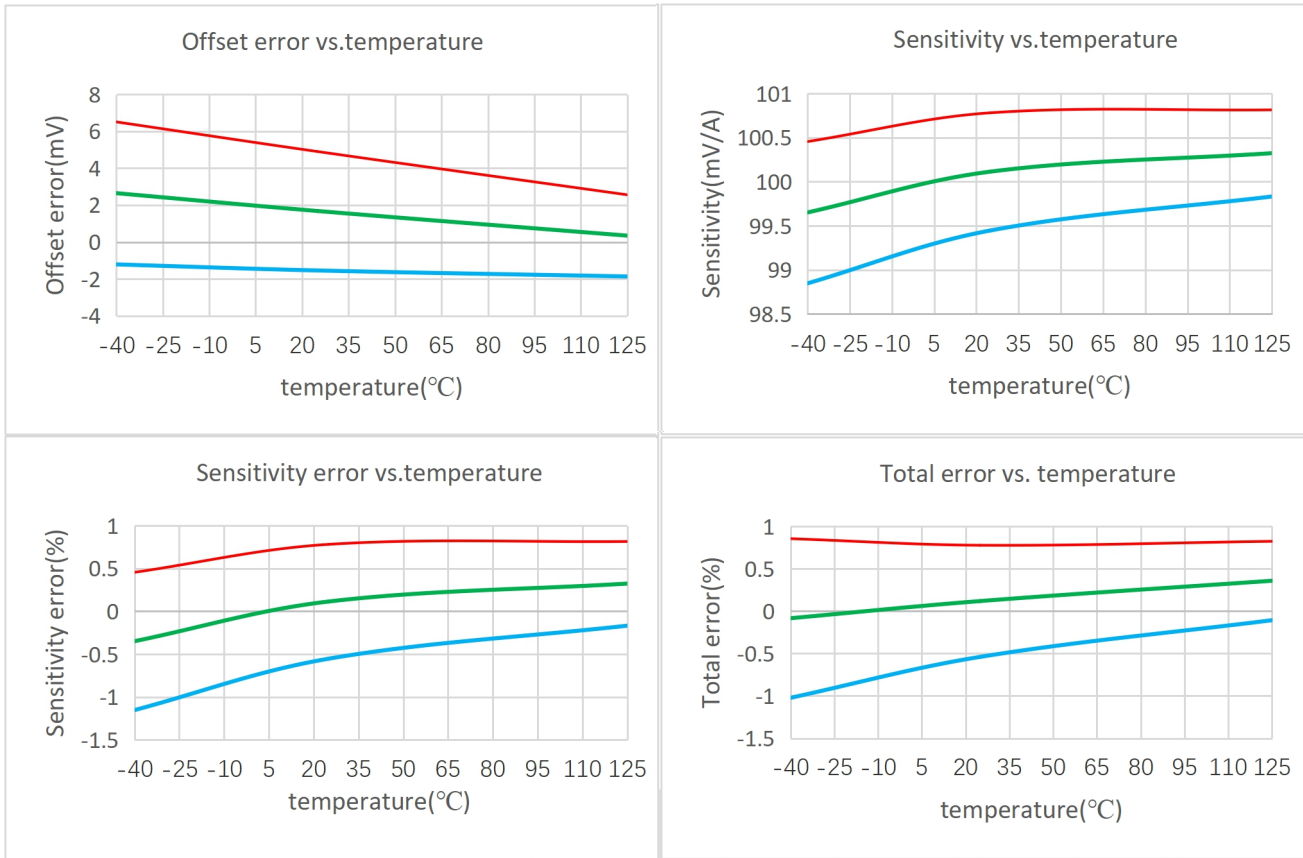 Offset error vs.temperature
Offset error(mV)
8
6
4
2
0
-2
-4
-40 -25 -10 5 20 35 50 65 80 95 110 125
temperature(℃)
Sensitivity vs.temperature
Sensitivity(mV/A)
101
100.5
100
99.5
99
98.5
-40 -25 -10 5 20 35 50 65 80 95 110 125
temperature(℃)
Sensitivity error vs.temperature
Sensitivity error(%)
1
0.5
0
-0.5
-1
-1.5
-40 -25 -10 5 20 35 50 65 80 95 110 125
temperature(℃)
Total error vs. temperature
Total error(%)
1
0.5
0
-0.5
-1
-1.5
-40 -25 -10 5 20 35 50 65 80 95 110 125
temperature(℃)